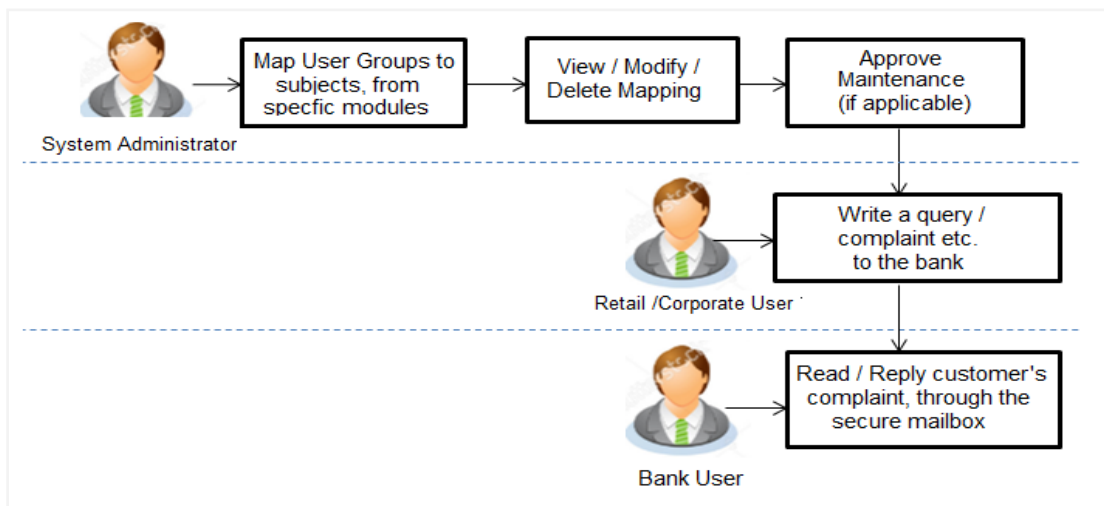 Map User Groups to
subjects, from
specfic modules
View / Modify /
Delete Mapping
Approve
Maintenance
(if applicable)
System Administrator
Write a query /
complaint etc.
to the bank
Retail /Corporate User
Read / Reply customer's
complaint, through the
secure mailbox
Bank User